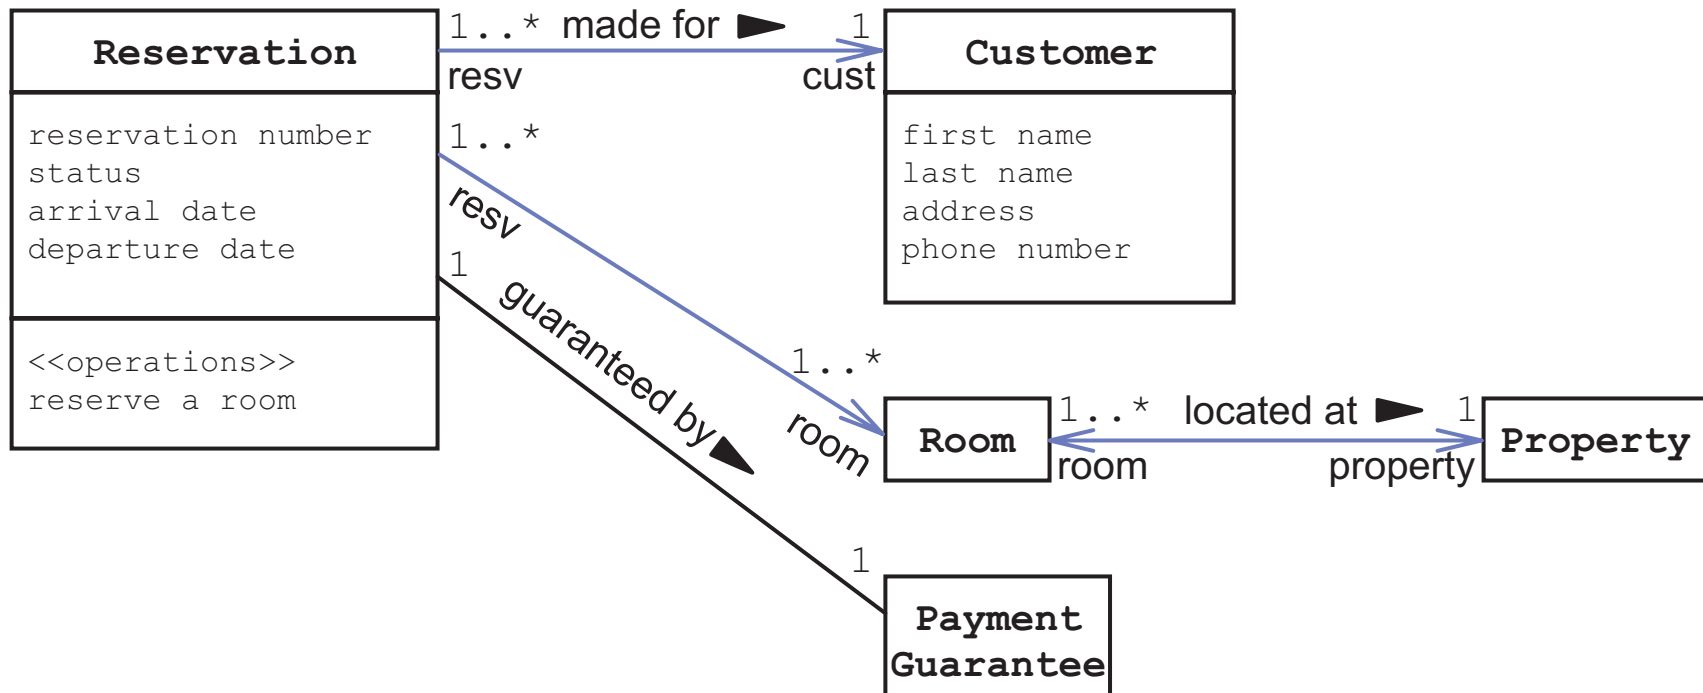 Reservation
reservation number
status
arrival date
departure date
<<operations>>
reserve a room
1..* made for 1
resv cust
Customer
first name
last name
address
phone number
1..*
resv
1..*
room
1
guaranteed by
1
Room
1..* located at 1
room property
Property
Payment
Guarantee